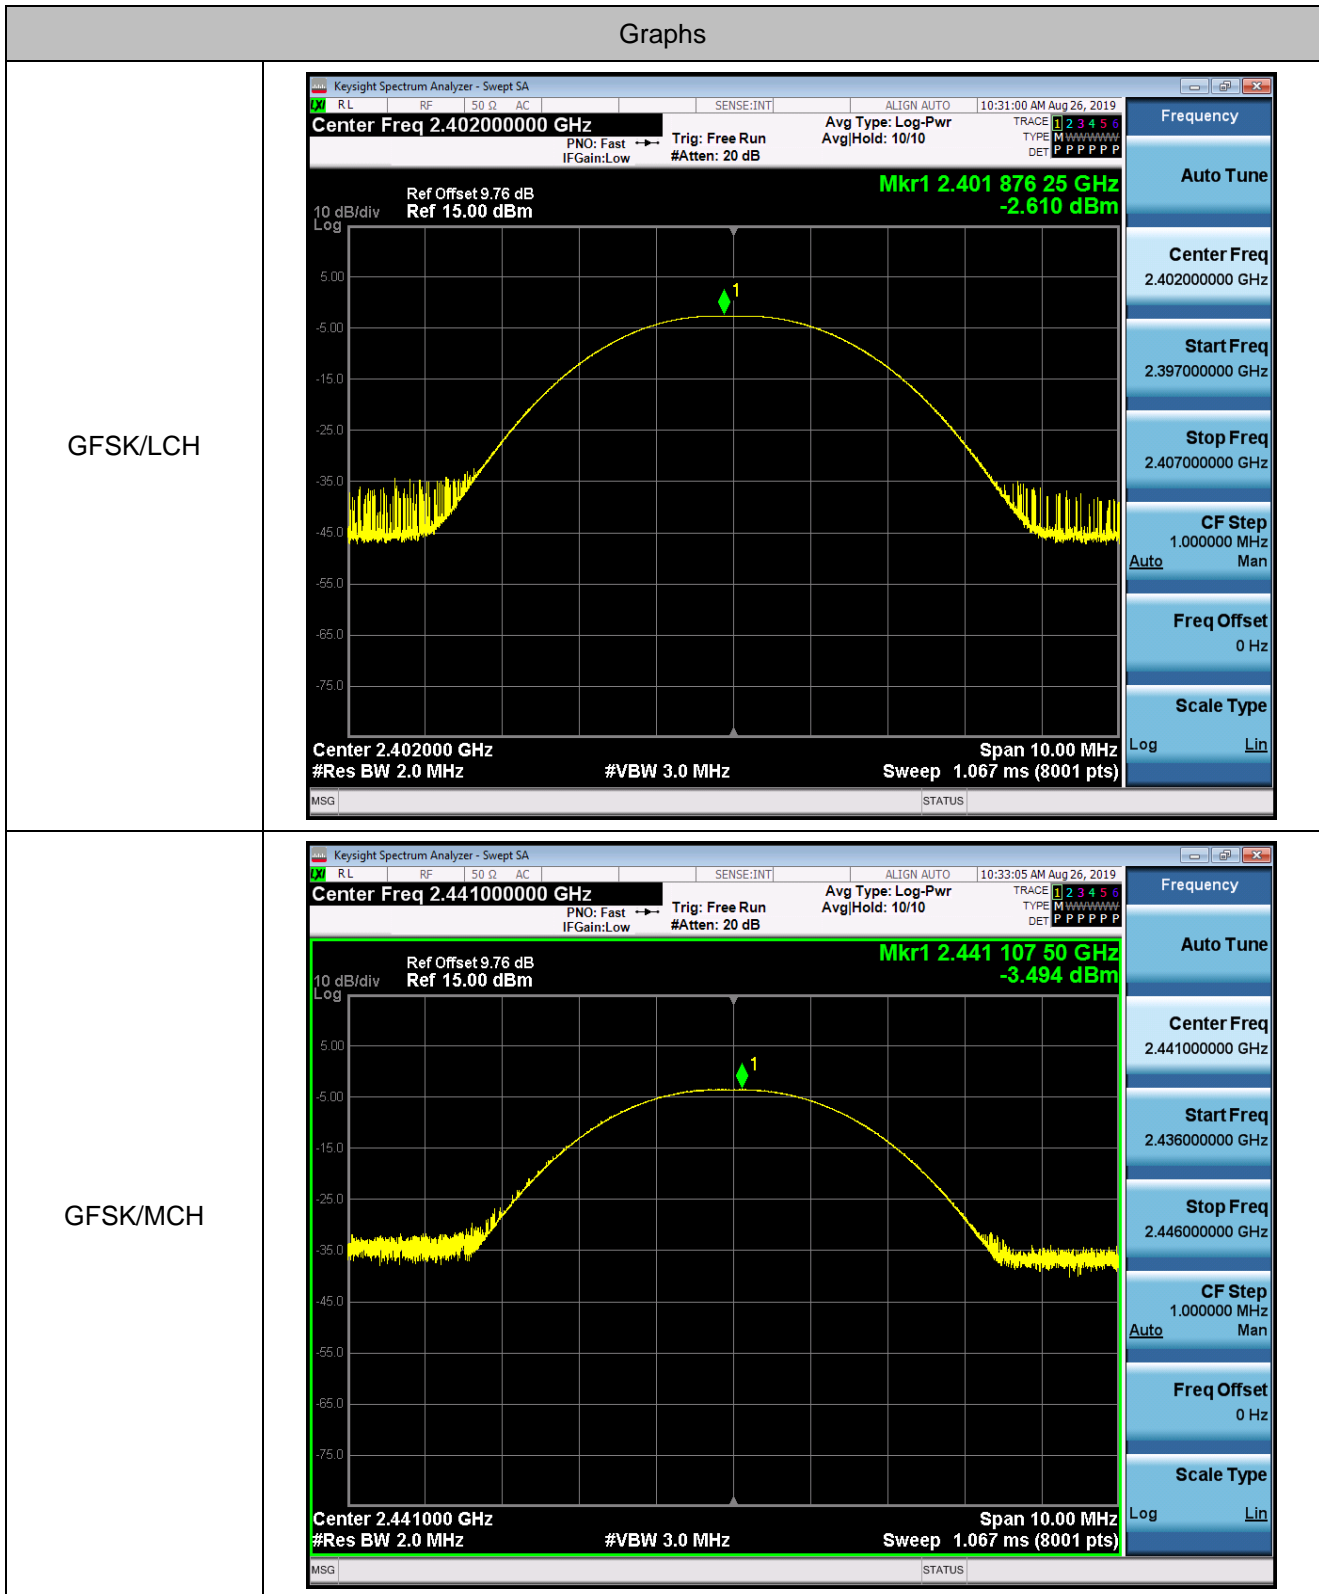 Graphs
GFSK/LCH
Keysight Spectrum Analyzer - Swept SA
LXI RL RF 50 Ω AC SENSE:INT ALIGN AUTO 10:31:00 AM Aug 26, 2019
Center Freq 2.402000000 GHz
PNO: Fast
IFGain:Low
Trig: Free Run
#Atten: 20 dB
Avg Type: Log-Pwr
Avg|Hold: 10/10
TRACE 1 2 3 4 5 6
TYPE M WWWWW
DET P P P P P P
Mkr1 2.401 876 25 GHz
-2.610 dBm
Ref Offset 9.76 dB
10 dB/div Ref 15.00 dBm
Log
1
5.00
-5.00
-15.0
-25.0
-35.0
-45.0
-55.0
-65.0
-75.0
Center 2.402000 GHz Span 10.00 MHz
#Res BW 2.0 MHz #VBW 3.0 MHz Sweep 1.067 ms (8001 pts)
MSG STATUS
Frequency
Auto Tune
Center Freq
2.402000000 GHz
Start Freq
2.397000000 GHz
Stop Freq
2.407000000 GHz
CF Step
1.000000 MHz
Auto Man
Freq Offset
0 Hz
Scale Type
Log Lin
GFSK/MCH
Keysight Spectrum Analyzer - Swept SA
LXI RL RF 50 Ω AC SENSE:INT ALIGN AUTO 10:33:05 AM Aug 26, 2019
Center Freq 2.441000000 GHz
PNO: Fast
IFGain:Low
Trig: Free Run
#Atten: 20 dB
Avg Type: Log-Pwr
Avg|Hold: 10/10
TRACE 1 2 3 4 5 6
TYPE M WWWWW
DET P P P P P P
Mkr1 2.441 107 50 GHz
-3.494 dBm
Ref Offset 9.76 dB
10 dB/div Ref 15.00 dBm
Log
1
5.00
-5.00
-15.0
-25.0
-35.0
-45.0
-55.0
-65.0
-75.0
Center 2.441000 GHz Span 10.00 MHz
#Res BW 2.0 MHz #VBW 3.0 MHz Sweep 1.067 ms (8001 pts)
MSG STATUS
Frequency
Auto Tune
Center Freq
2.441000000 GHz
Start Freq
2.436000000 GHz
Stop Freq
2.446000000 GHz
CF Step
1.000000 MHz
Auto Man
Freq Offset
0 Hz
Scale Type
Log Lin